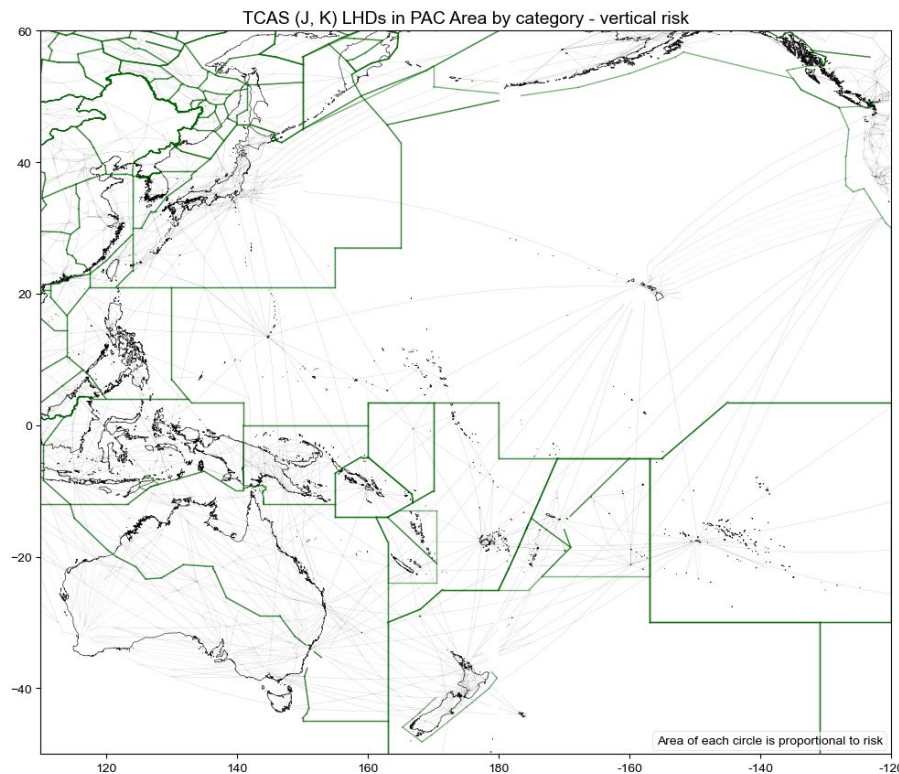 TCAS (J, K) LHDs in PAC Area by category - vertical risk
60
40
20
0
−20
−40
Area of each circle is proportional to risk
120 140 160 180 -160 -140 -120